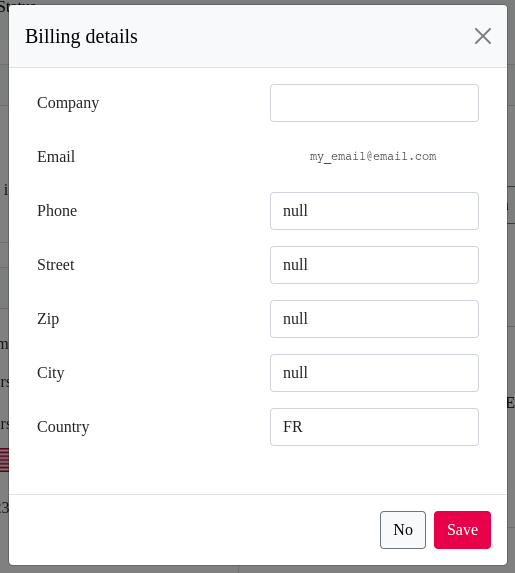 Billing details
Company
Email my_email@email.com
Phone null
Street null
Zip null
City null
Country FR
No Save